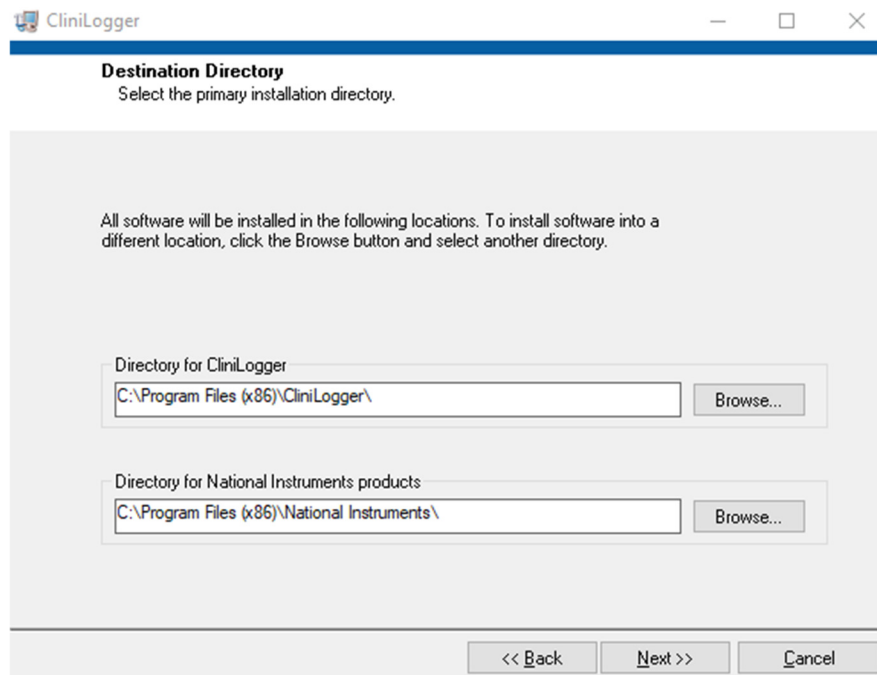 CliniLogger
Destination Directory
Select the primary installation directory.
All software will be installed in the following locations. To install software into a
different location, click the Browse button and select another directory.
Directory for CliniLogger
C:\Program Files (x86)\CliniLogger\
Browse...
Directory for National Instruments products
C:\Program Files (x86)\National Instruments\
Browse...
<< Back
Next >>
Cancel